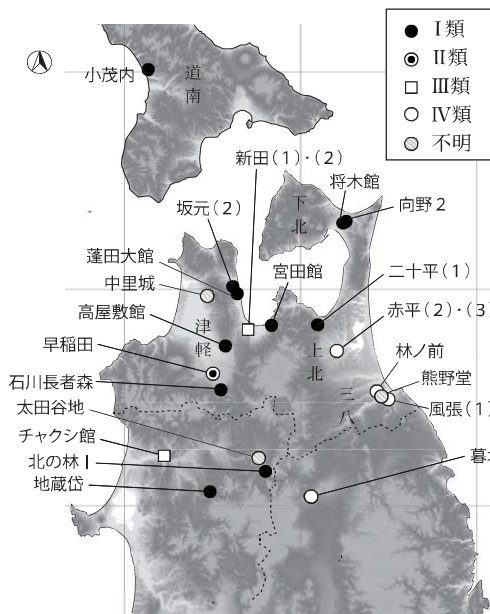 Ⅰ類
Ⅱ類
Ⅲ類
Ⅳ類
不明
小茂内
道南
新田(1)・(2)
下北
将木館
向野2
坂元(2)
蓬田大館
中里城
宮田館
二十平(1)
高屋敷館
津軽
上北
赤平(2)・(3)
早稲田
林ノ前
熊野堂
石川長者森
三八
風張(1)
太田谷地
チャクシ館
北の林Ⅰ
地蔵岱